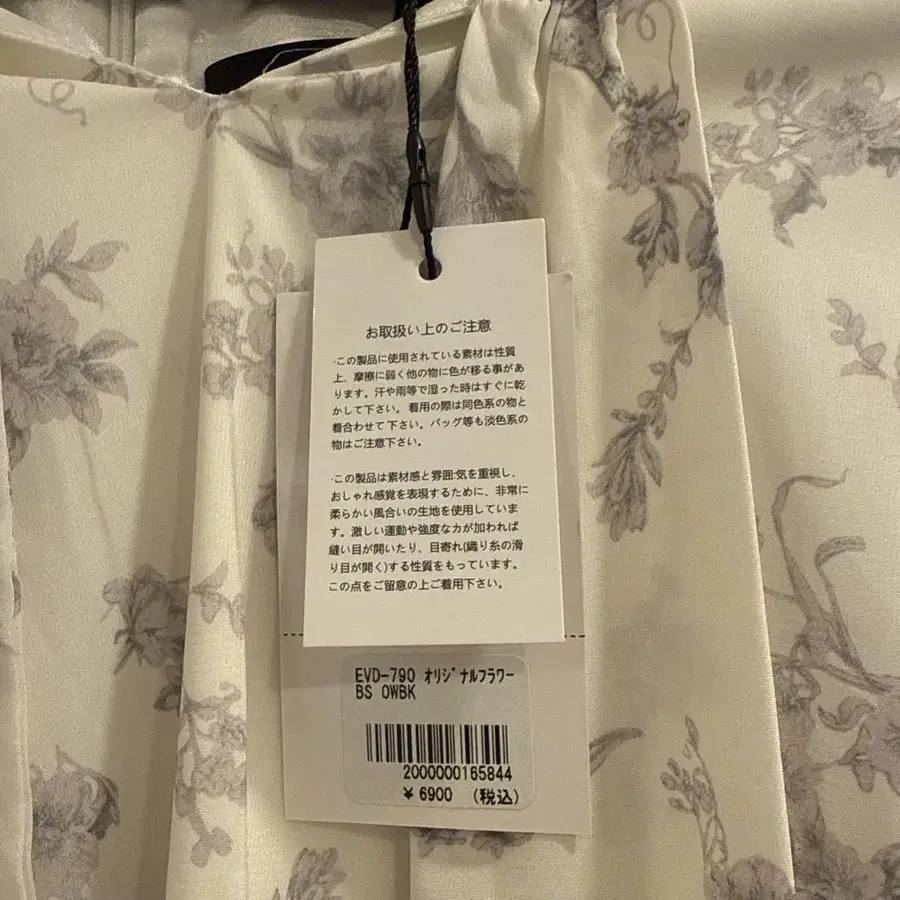 お取扱い上のご注意
·この製品に使用されている素材は性質
上、摩擦に弱く他の物に色が移る事があ
ります。汗や雨等で湿った時はすぐに乾
かして下さい。着用の際は同色系の物と
着合わせて下さい。バッグ等も淡色系の
物はご注意下さい。
·この製品は素材感と雰囲気を重視し、
おしゃれ感覚を表現するために、非常に
柔らかい風合いの生地を使用していま
す。激しい運動や強度な力が加われば
縫い目が開いたり、目寄れ(織り糸の滑
り目が開く)する性質をもっています。
この点をご留意の上ご着用下さい。
EVD-790 オリジナルフラワー
BS OWBK
2000000165844
¥ 6900 (税込)